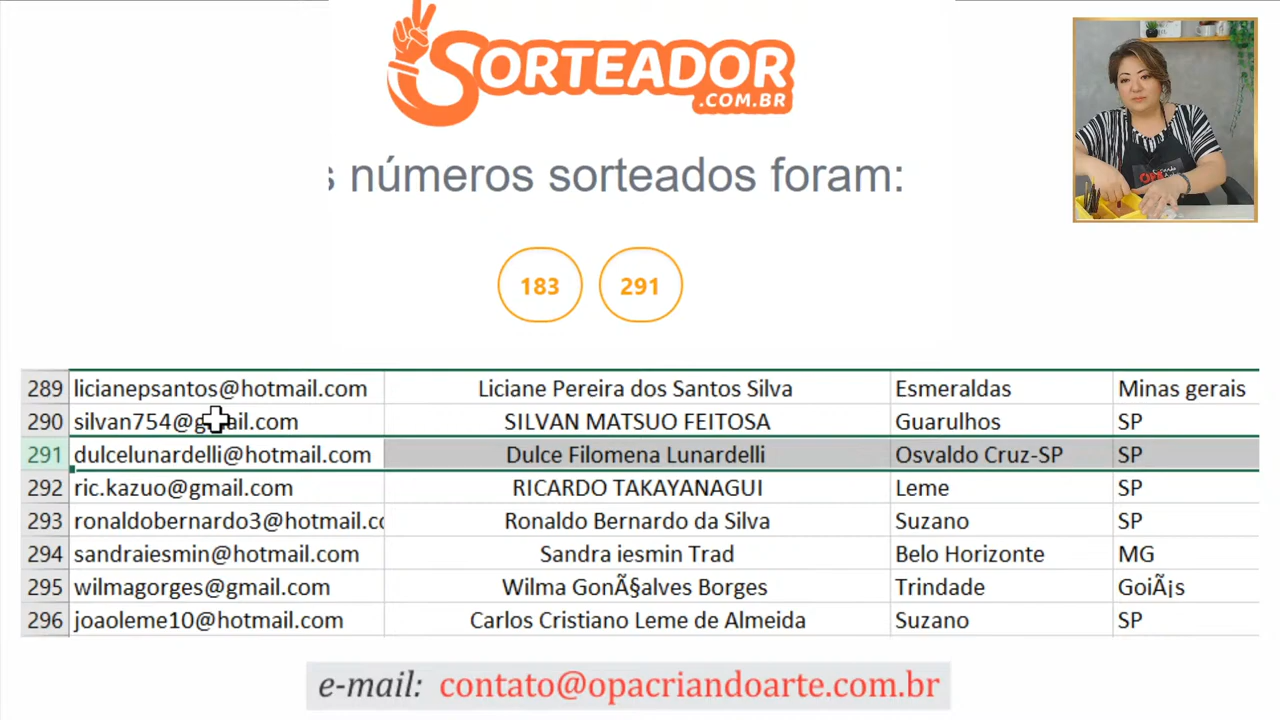 SORTEADOR
.COM.BR
s números sorteados foram:
183 291
289 licianepsantos@hotmail.com Liciane Pereira dos Santos Silva Esmeraldas Minas gerais
290 silvan754@gmail.com SILVAN MATSUO FEITOSA Guarulhos SP
291 dulcelunardelli@hotmail.com Dulce Filomena Lunardelli Osvaldo Cruz-SP SP
292 ric.kazuo@gmail.com RICARDO TAKAYANAGUI Leme SP
293 ronaldobernardo3@hotmail.co Ronaldo Bernardo da Silva Suzano SP
294 sandraiesmin@hotmail.com Sandra iesmin Trad Belo Horizonte MG
295 wilmagorges@gmail.com Wilma GonÃ§alves Borges Trindade GoiÃ¡s
296 joaoleme10@hotmail.com Carlos Cristiano Leme de Almeida Suzano SP
e-mail: contato@opacriandoarte.com.br